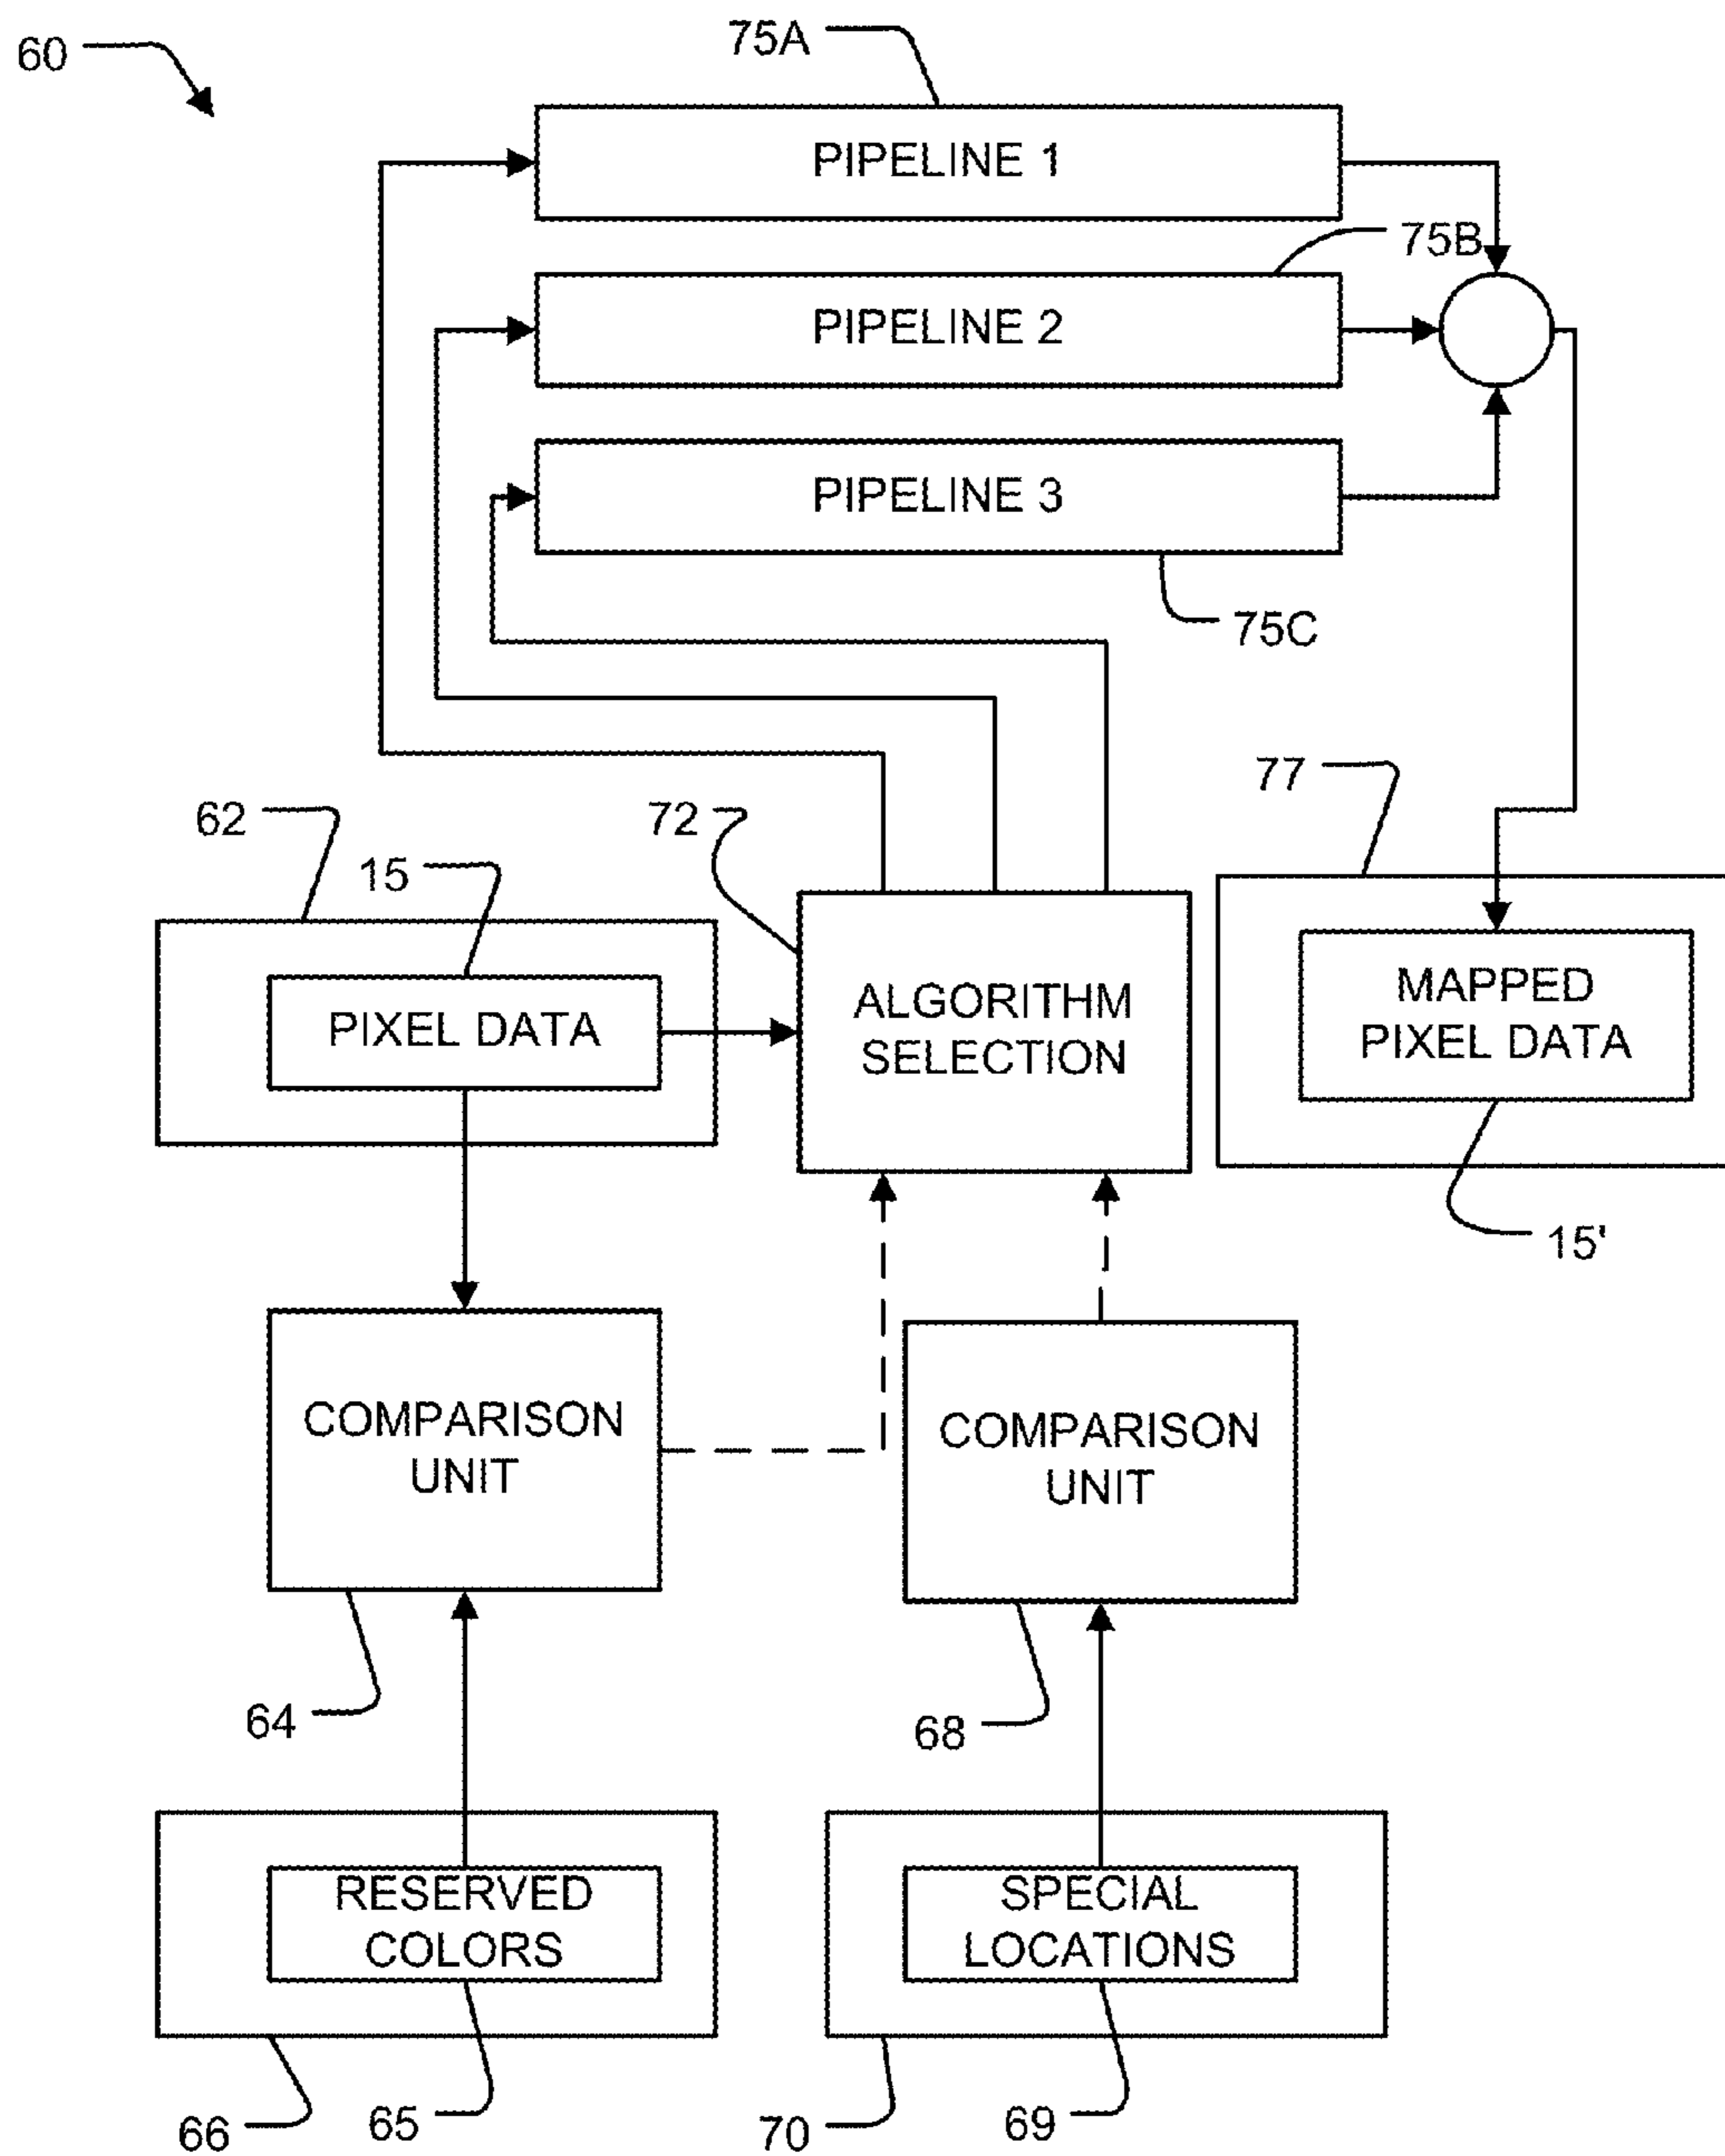 60
75A
PIPELINE 1
75B
PIPELINE 2
PIPELINE 3
75C
77
62
72
15
PIXEL DATA
ALGORITHM
SELECTION
MAPPED
PIXEL DATA
15'
COMPARISON
UNIT
COMPARISON
UNIT
64
68
RESERVED
COLORS
SPECIAL
LOCATIONS
66
65
70
69